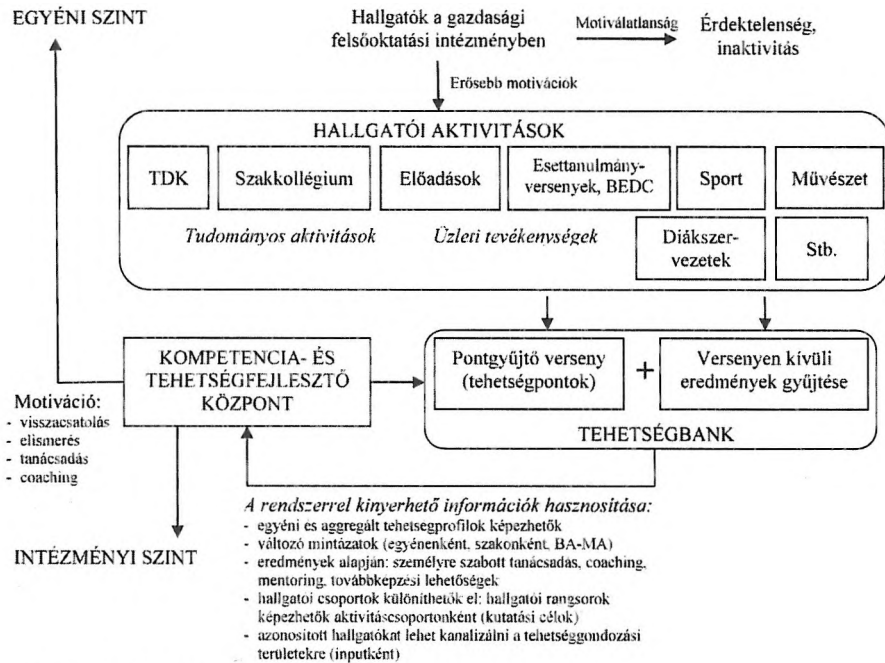 EGYÉNI SZINT
Hallgatók a gazdasági
felsőoktatási intézményben
Motiválatlanság
Érdektelenség,
inaktivitás
Erősebb motivációk
HALLGATÓI AKTIVITÁSOK
TDK
Szakkollégium
Előadások
Esettanulmány-
versenyek, BEDC
Sport
Művészet
Tudományos aktivitások
Üzleti tevékenységek
Diákszer-
vezetek
Stb.
KOMPETENCIA- ÉS
TEHETSÉGFEJLESZTŐ
KÖZPONT
Pontgyűjtő verseny
(tehetségpontok)
+
Versenyen kívüli
eredmények gyűjtése
TEHETSÉGBANK
Motiváció:
- visszacsatolás
- elismerés
- tanácsadás
- coaching
INTÉZMÉNYI SZINT
A rendszerrel kinyerhető információk hasznosítása:
- egyéni és aggregált tehetségprofilok képezhetők
- változó mintázatok (egyénenként, szakonként, BA-MA)
- eredmények alapján: személyre szabott tanácsadás, coaching,
mentoring, továbbképzési lehetőségek
- hallgatói csoportok különíthetők el: hallgatói rangsorok
képezhetők aktivitáscsoportonként (kutatási célok)
- azonosított hallgatókat lehet kanalizálni a tehetséggondozási
területekre (inputként)